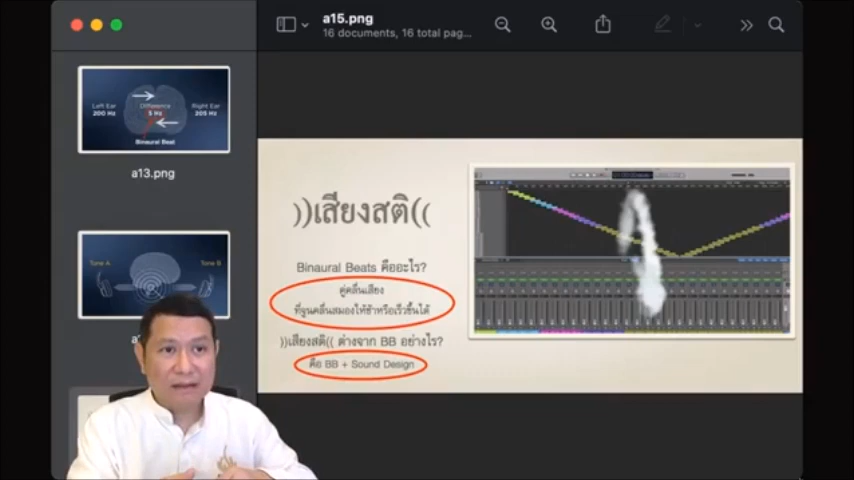 a15.png
16 documents, 16 total pag...
Left Ear
200 Hz
Difference
5 Hz
Right Ear
205 Hz
Binaural Beat
a13.png
Tone A
Tone B
))เสียงสติ((
Binaural Beats คืออะไร?
คู่คลื่นเสียง
ที่จูนคลื่นสมองให้ช้าหรือเร็วขึ้นได้
))เสียงสติ(( ต่างจาก BB อย่างไร?
คือ BB + Sound Design